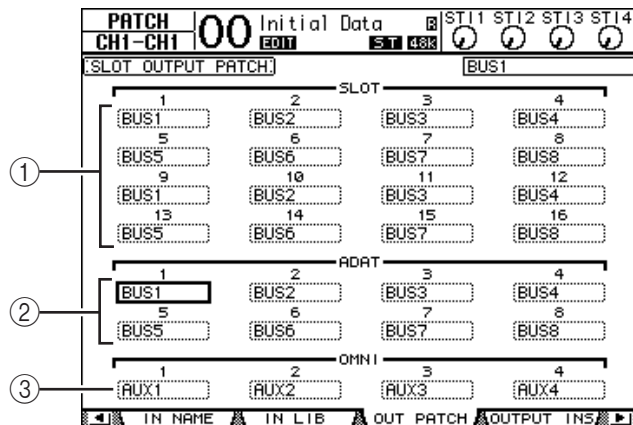 PATCH
CH1-CH1
00 Initial Data R
EDIT ST 48k
ST11 ST12 ST13 ST14
SLOT OUTPUT PATCH
BUS1
SLOT
1 2 3 4
BUS1 BUS2 BUS3 BUS4
5 6 7 8
BUS5 BUS6 BUS7 BUS8
9 10 11 12
BUS1 BUS2 BUS3 BUS4
13 14 15 16
BUS5 BUS6 BUS7 BUS8
①
ADAT
1 2 3 4
BUS1 BUS2 BUS3 BUS4
5 6 7 8
BUS5 BUS6 BUS7 BUS8
②
OMNI
1 2 3 4
③ AUX1 AUX2 AUX3 AUX4
IN NAME IN LIB OUT PATCH OUTPUT INS